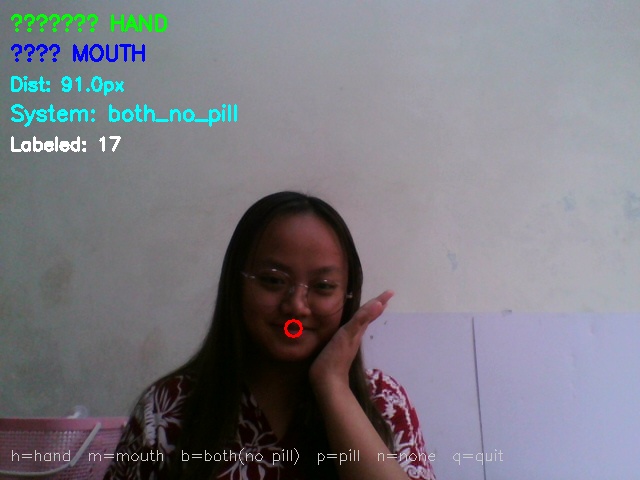 ??????? HAND
???? MOUTH
Dist: 91.0px
System: both_no_pill
Labeled: 17
h=hand m=mouth b=both(no pill) p=pill n=none q=quit